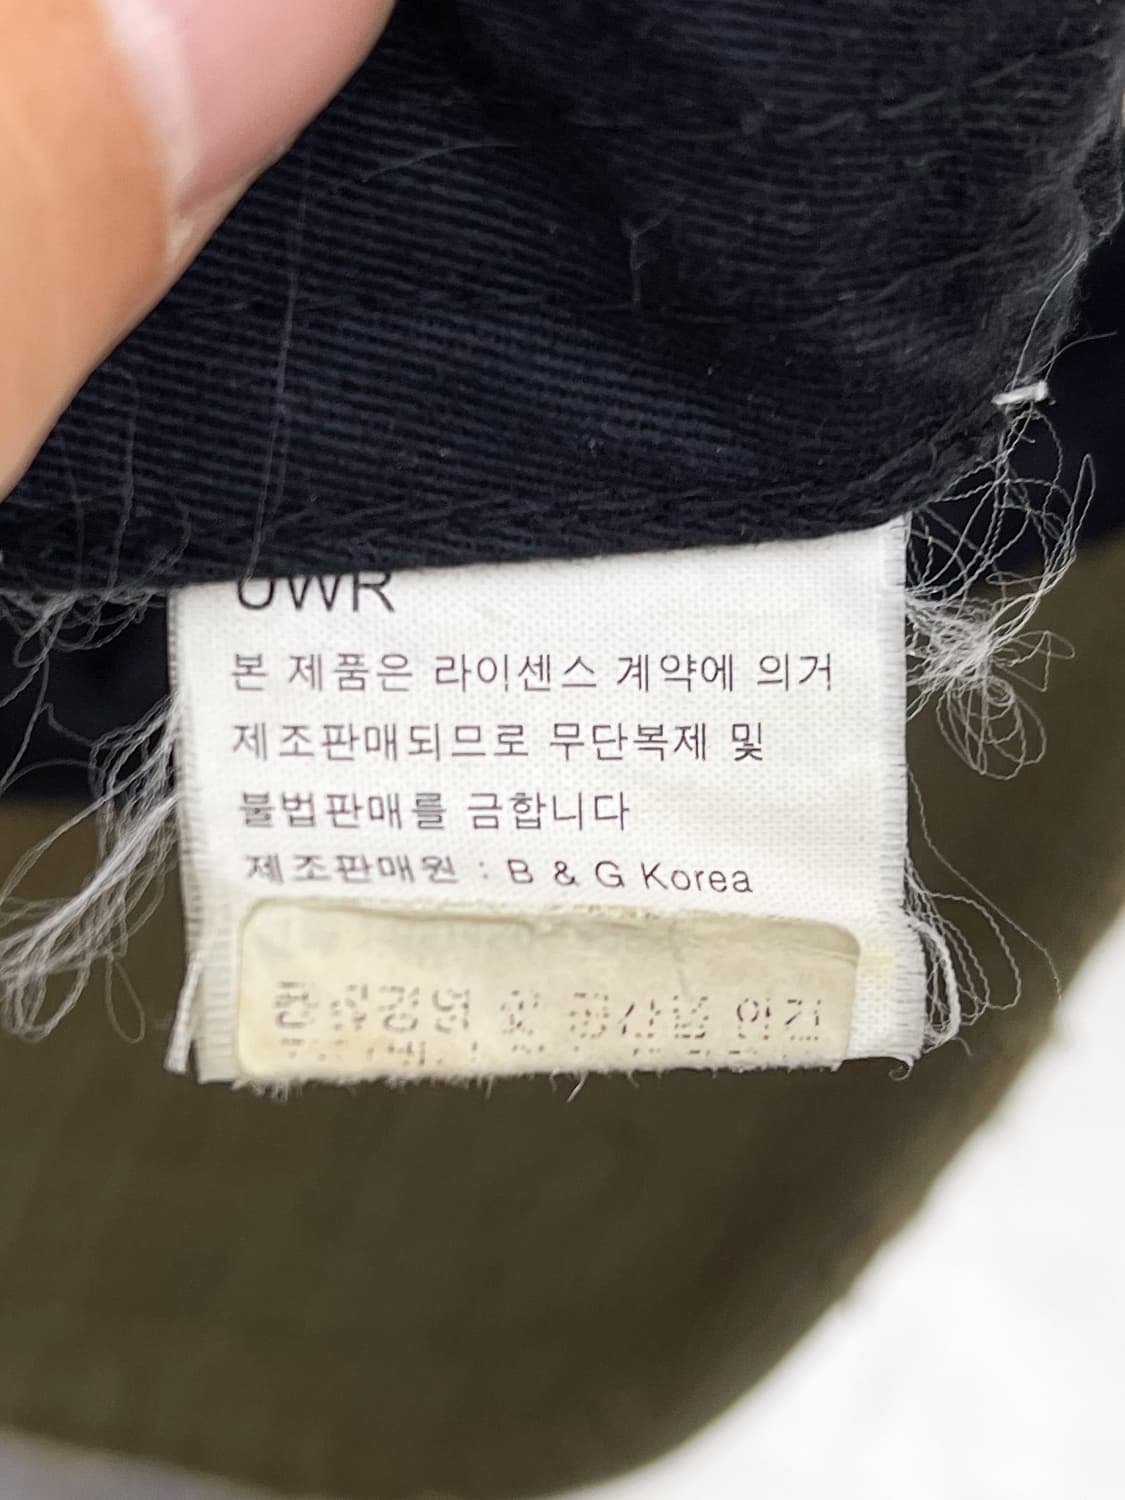 UWR
본 제품은 라이센스 계약에 의거
제조판매되므로 무단복제 및
불법판매를 금합니다
제조판매원 : B & G Korea